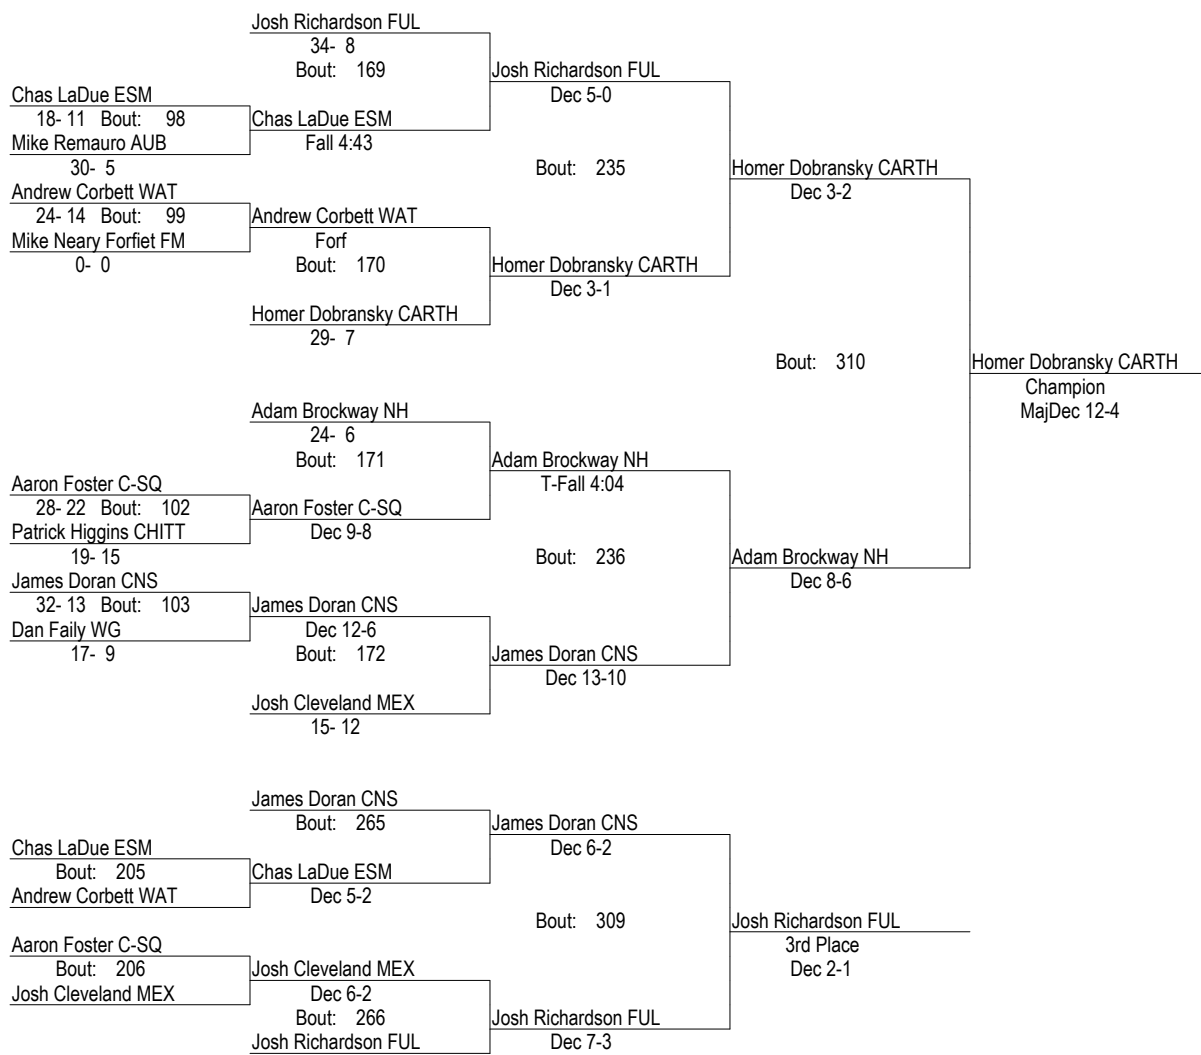 Josh Richardson FUL
34- 8
Bout: 169
Josh Richardson FUL
Dec 5-0
Chas LaDue ESM
18- 11 Bout: 98
Chas LaDue ESM
Mike Remauro AUB
Fall 4:43
30- 5
Bout: 235
Homer Dobransky CARTH
Dec 3-2
Andrew Corbett WAT
24- 14 Bout: 99
Andrew Corbett WAT
Mike Neary Forfiet FM
Forf
0- 0
Bout: 170
Homer Dobransky CARTH
Dec 3-1
Homer Dobransky CARTH
29- 7
Bout: 310
Homer Dobransky CARTH
Champion
MajDec 12-4
Adam Brockway NH
24- 6
Bout: 171
Adam Brockway NH
T-Fall 4:04
Aaron Foster C-SQ
28- 22 Bout: 102
Aaron Foster C-SQ
Patrick Higgins CHITT
Dec 9-8
19- 15
Bout: 236
Adam Brockway NH
Dec 8-6
James Doran CNS
32- 13 Bout: 103
James Doran CNS
Dan Faily WG
Dec 12-6
17- 9
Bout: 172
James Doran CNS
Dec 13-10
Josh Cleveland MEX
15- 12
James Doran CNS
Bout: 265
James Doran CNS
Dec 6-2
Chas LaDue ESM
Bout: 205
Chas LaDue ESM
Andrew Corbett WAT
Dec 5-2
Bout: 309
Josh Richardson FUL
3rd Place
Dec 2-1
Aaron Foster C-SQ
Bout: 206
Josh Cleveland MEX
Josh Cleveland MEX
Dec 6-2
Bout: 266
Josh Richardson FUL
Dec 7-3
Josh Richardson FUL